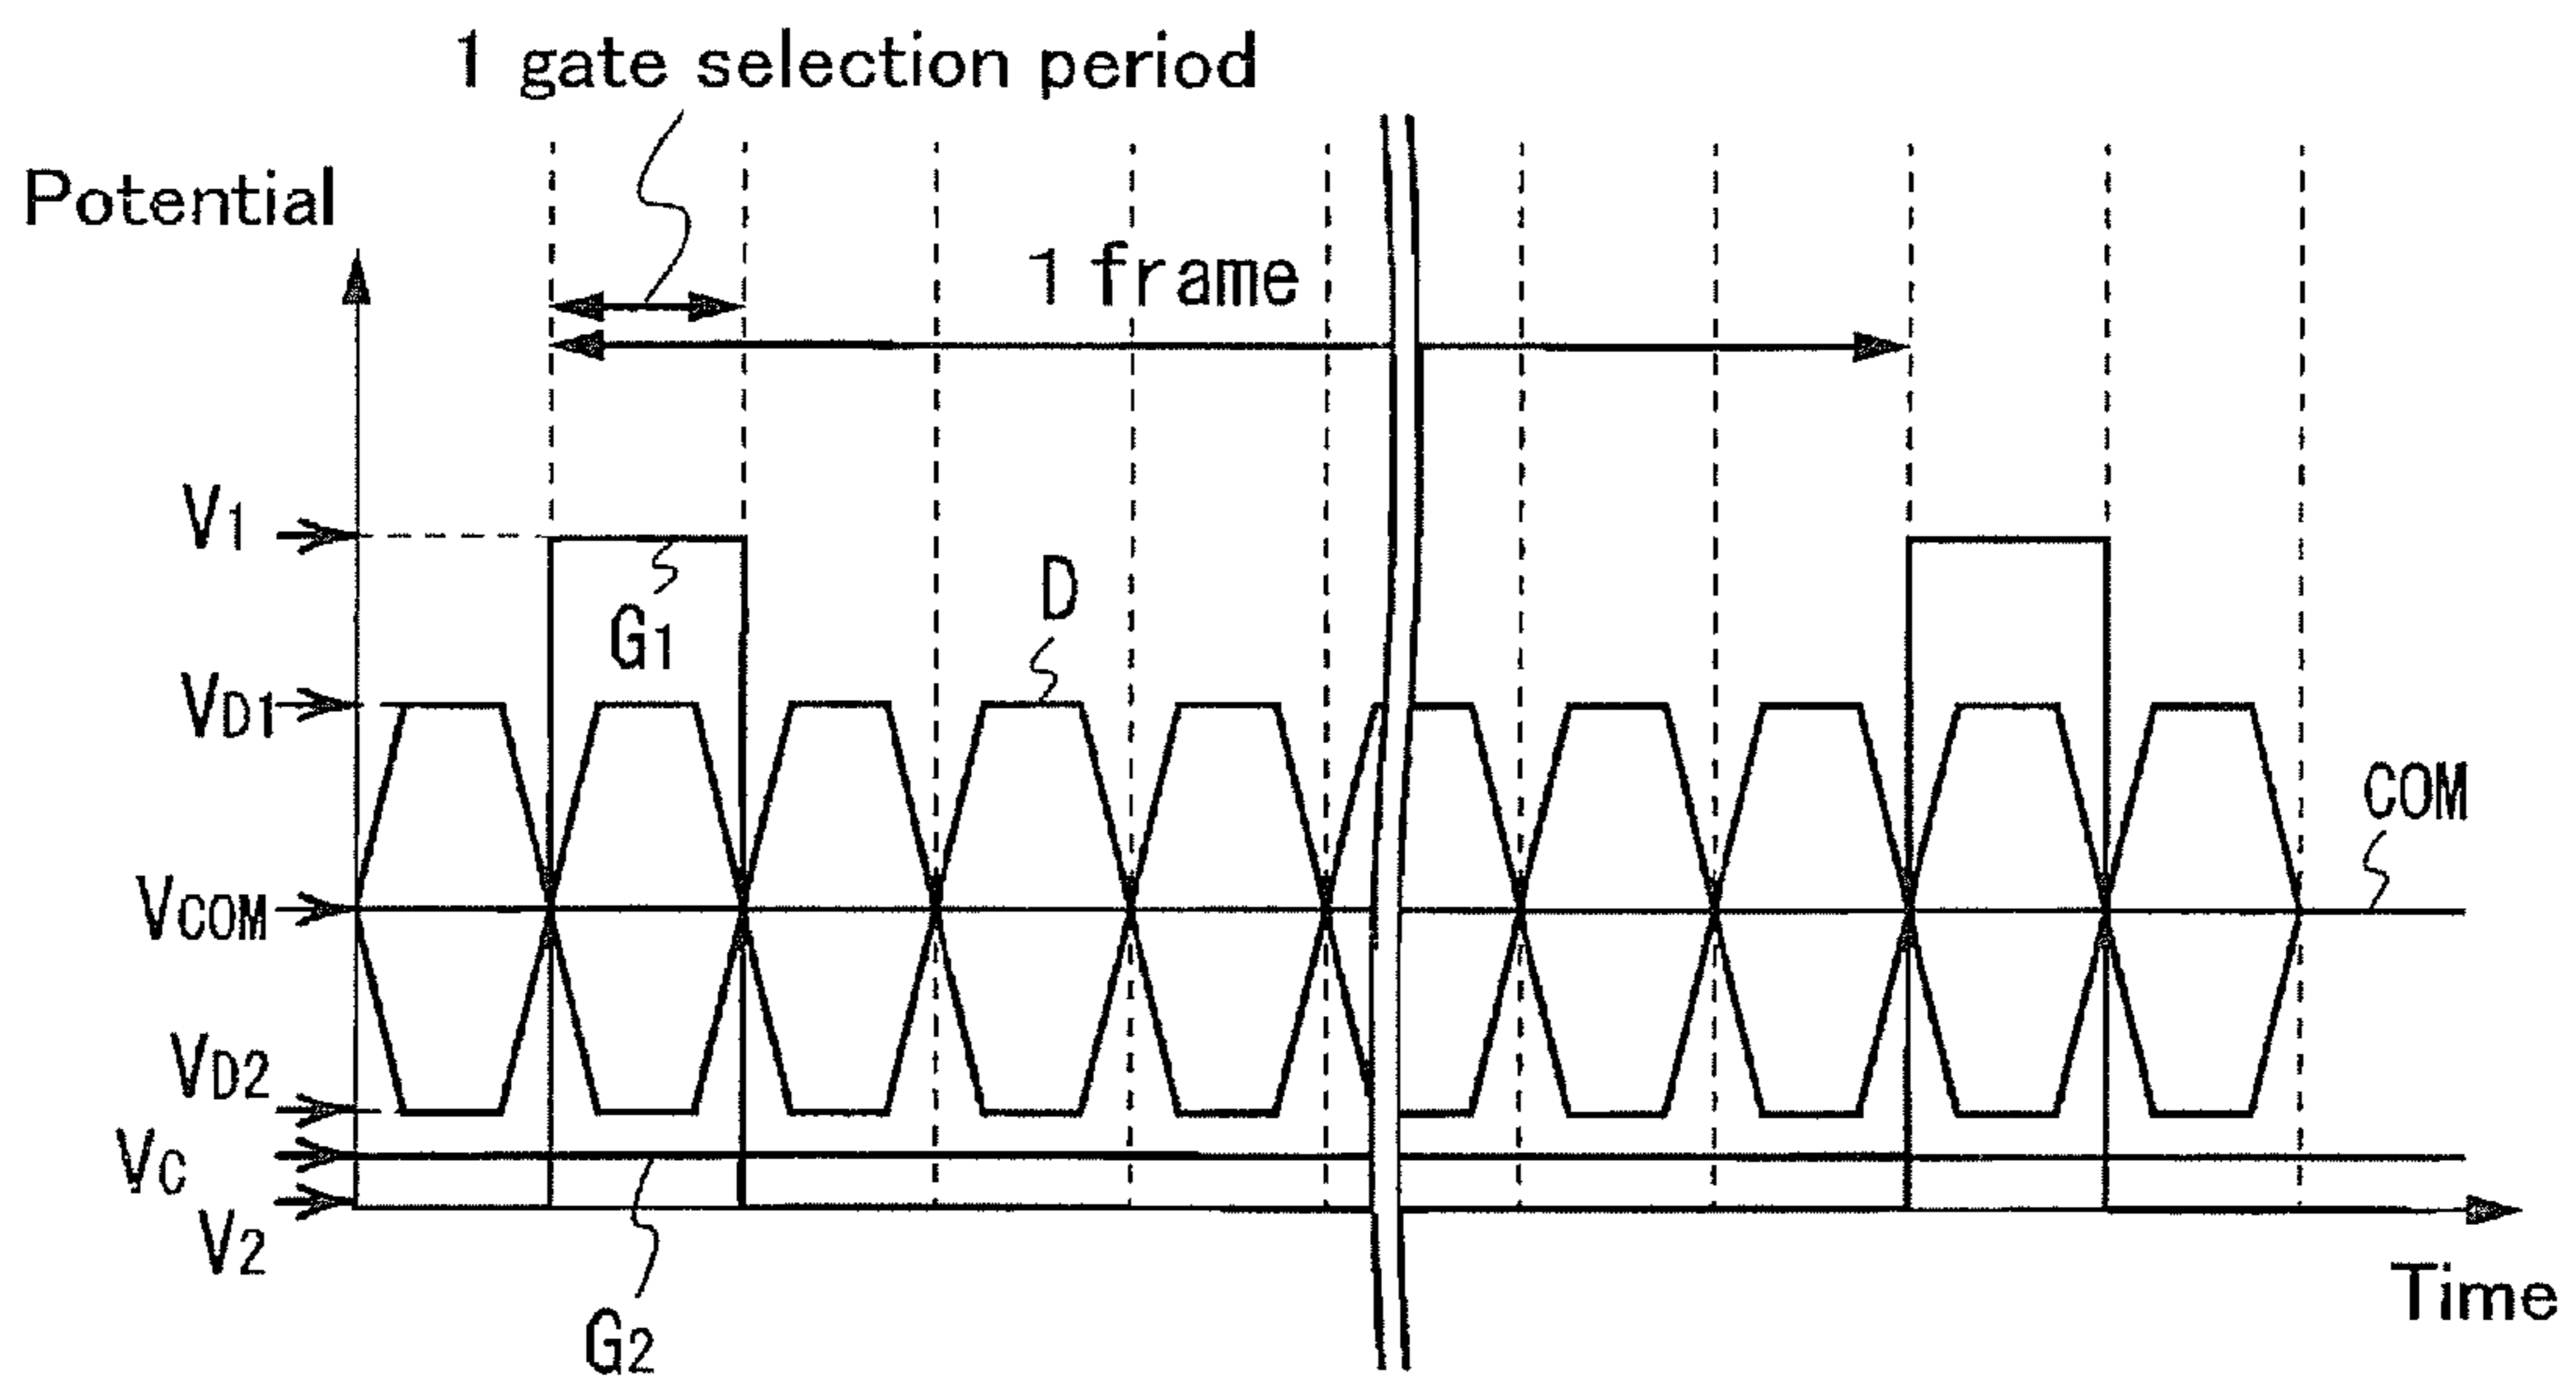 1 gate selection period
Potential
1 frame
V1
D
G1
VD1
COM
VCOM
VD2
VC
V2
Time
G2